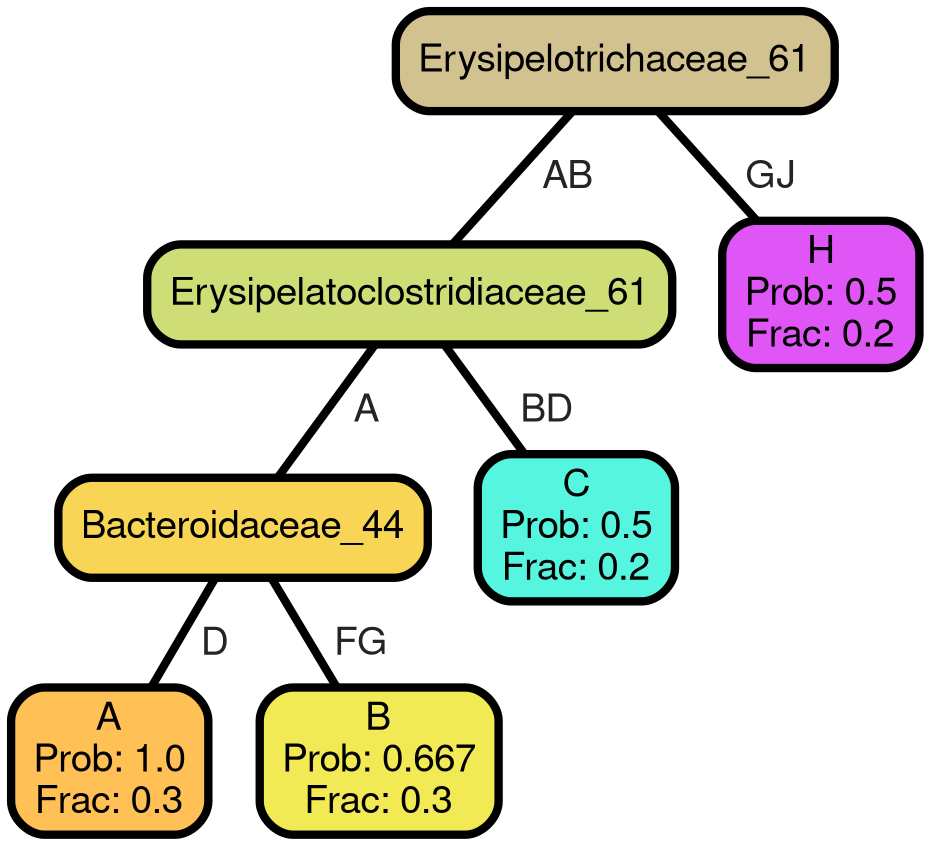 Erysipelotrichaceae_61
AB
GJ
Erysipelatoclostridiaceae_61
H
Prob: 0.5
Frac: 0.2
A
BD
Bacteroidaceae_44
C
Prob: 0.5
Frac: 0.2
D
FG
A
Prob: 1.0
Frac: 0.3
B
Prob: 0.667
Frac: 0.3